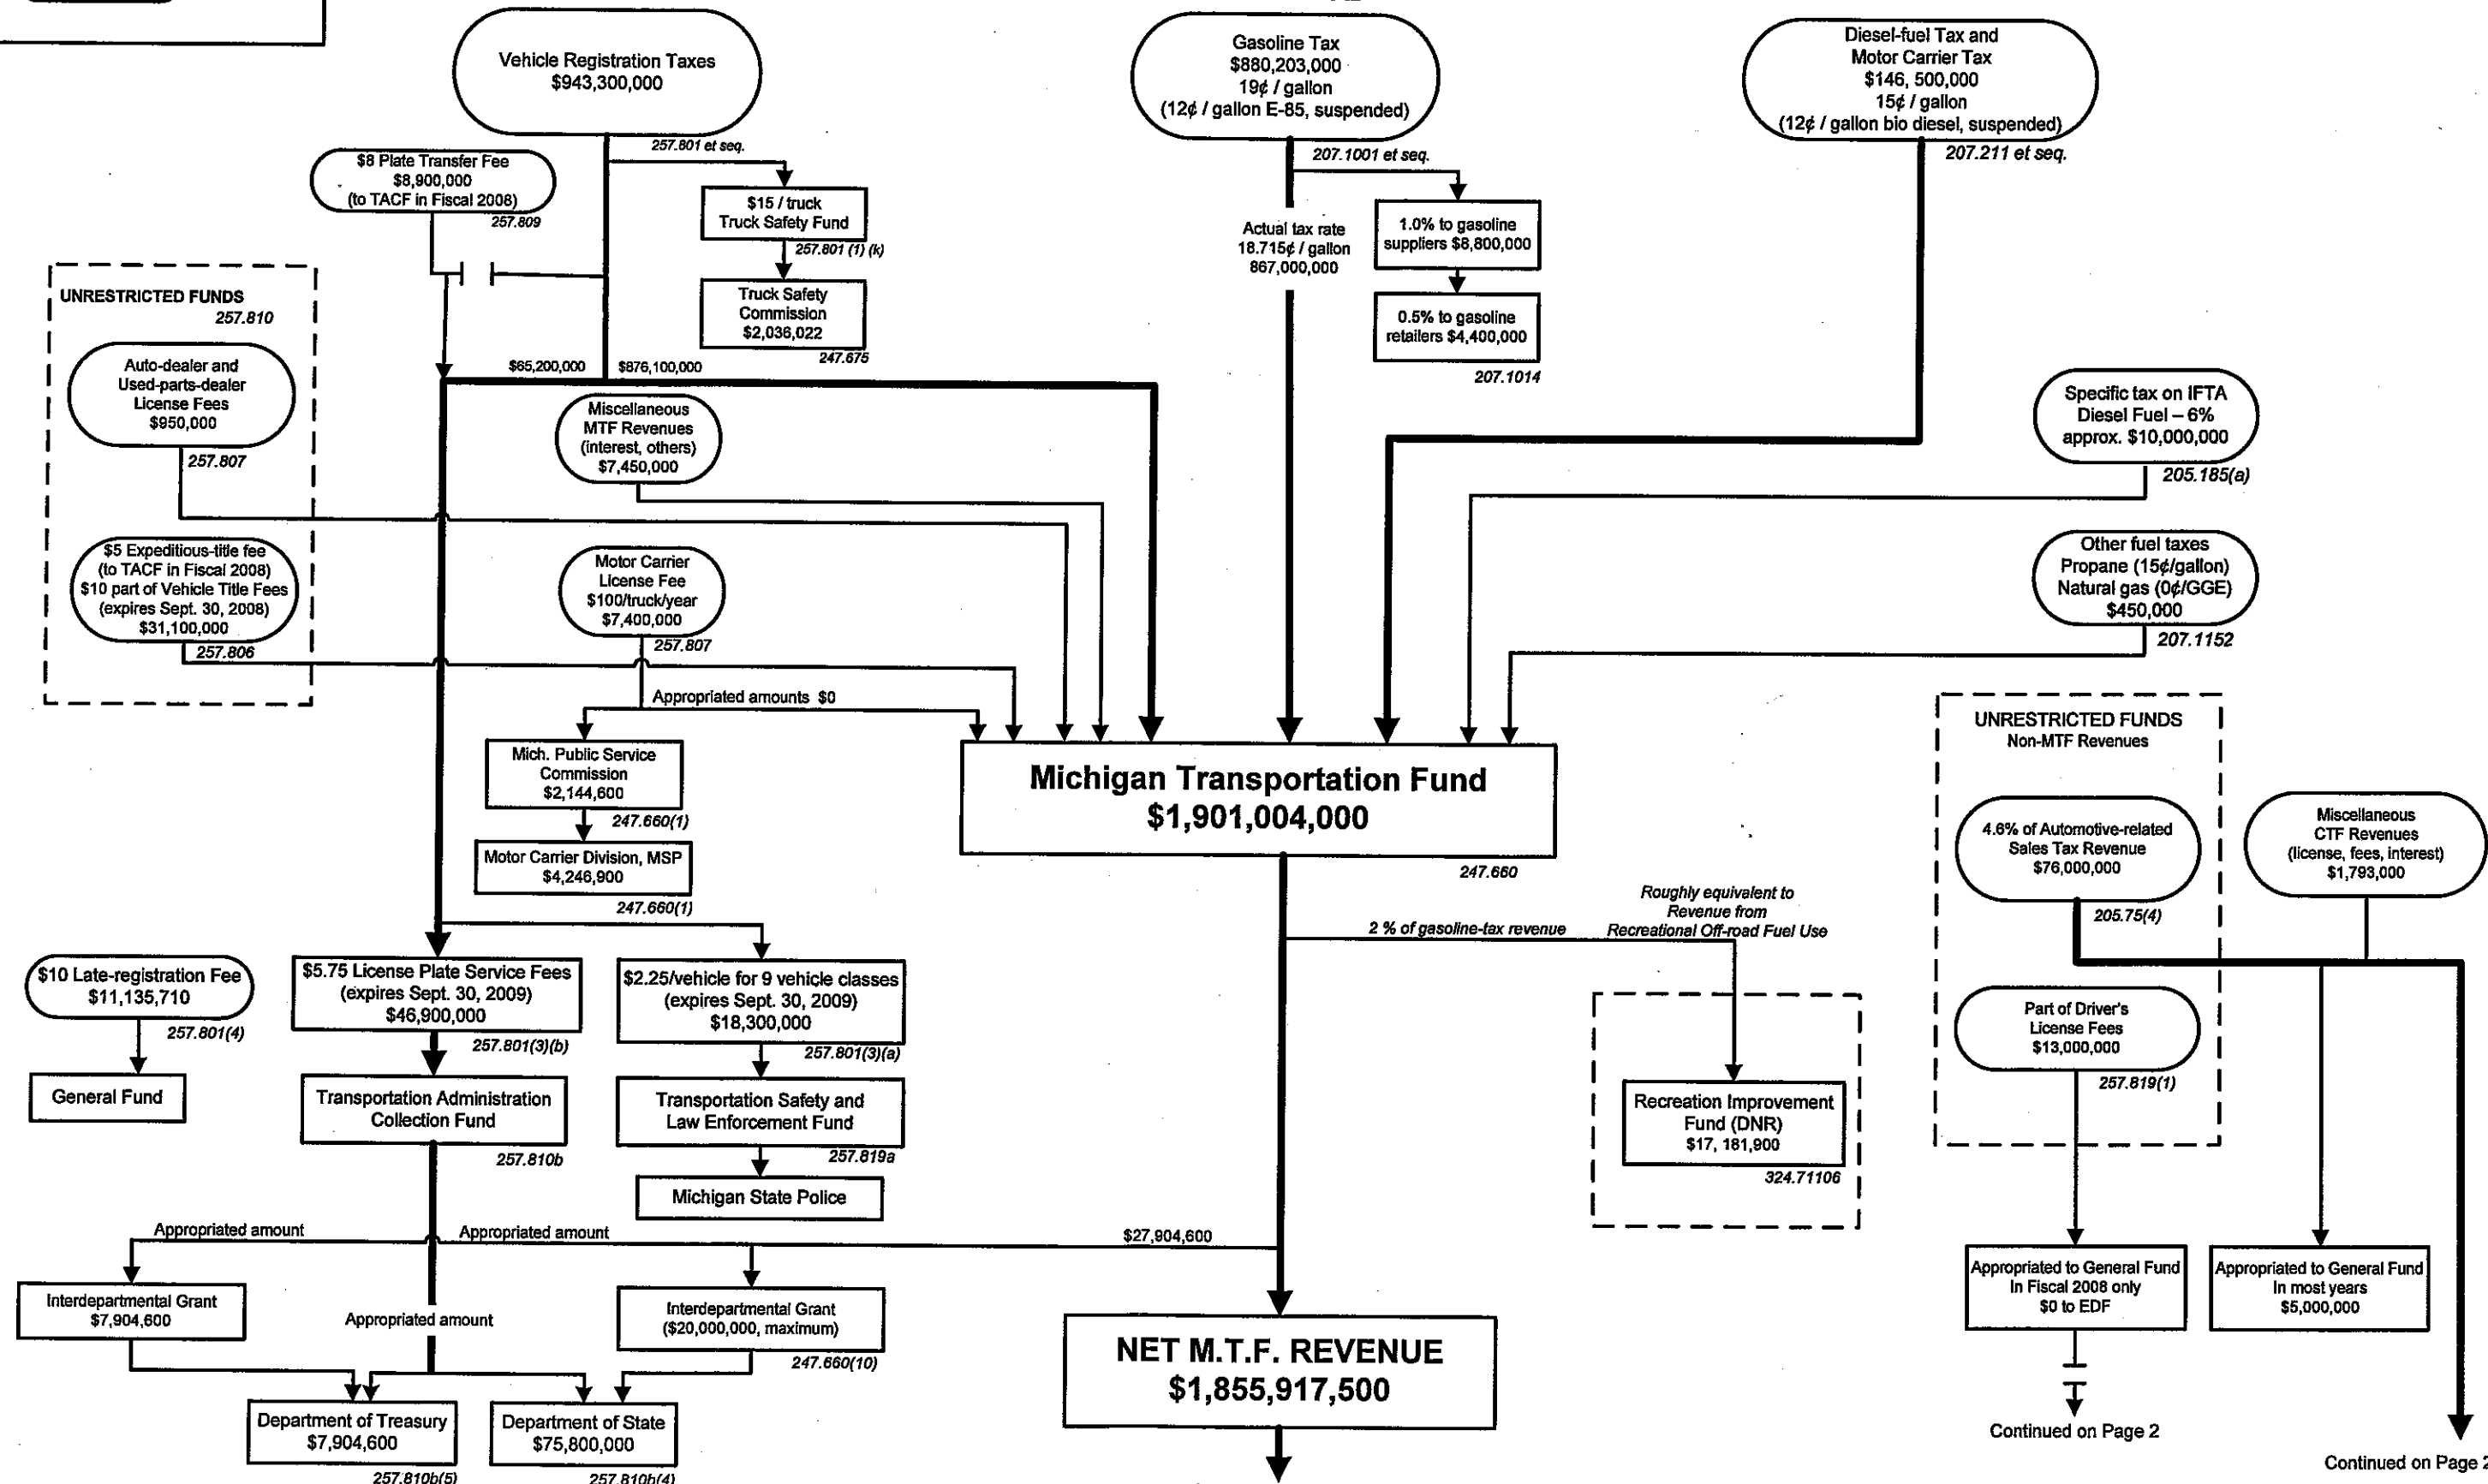 Vehicle Registration Taxes
$943,300,000
257.801 et seq.
Gasoline Tax
$880,203,000
19¢ / gallon
(12¢ / gallon E-85, suspended)
207.1001 et seq.
Diesel-fuel Tax and
Motor Carrier Tax
$146, 500,000
15¢ / gallon
(12¢ / gallon bio diesel, suspended)
207.211 et seq.
$8 Plate Transfer Fee
$8,900,000
(to TACF in Fiscal 2008)
257.809
$15 / truck
Truck Safety Fund
257.801 (1) (k)
Truck Safety
Commission
$2,036,022
247.675
Actual tax rate
18.715¢ / gallon
867,000,000
1.0% to gasoline
suppliers $8,800,000
0.5% to gasoline
retailers $4,400,000
207.1014
UNRESTRICTED FUNDS
257.810
Auto-dealer and
Used-parts-dealer
License Fees
$950,000
257.807
$65,200,000
$876,100,000
Miscellaneous
MTF Revenues
(interest, others)
$7,450,000
Specific tax on IFTA
Diesel Fuel – 6%
approx. $10,000,000
205.185(a)
$5 Expeditious-title fee
(to TACF in Fiscal 2008)
$10 part of Vehicle Title Fees
(expires Sept. 30, 2008)
$31,100,000
257.806
Motor Carrier
License Fee
$100/truck/year
$7,400,000
257.807
Other fuel taxes
Propane (15¢/gallon)
Natural gas (0¢/GGE)
$450,000
207.1152
Appropriated amounts $0
Mich. Public Service
Commission
$2,144,600
247.660(1)
Motor Carrier Division, MSP
$4,246,900
247.660(1)
Michigan Transportation Fund
$1,901,004,000
247.660
UNRESTRICTED FUNDS
Non-MTF Revenues
4.6% of Automotive-related
Sales Tax Revenue
$76,000,000
205.75(4)
Miscellaneous
CTF Revenues
(license, fees, interest)
$1,793,000
2 % of gasoline-tax revenue
Roughly equivalent to
Revenue from
Recreational Off-road Fuel Use
$10 Late-registration Fee
$11,135,710
257.801(4)
General Fund
$5.75 License Plate Service Fees
(expires Sept. 30, 2009)
$46,900,000
257.801(3)(b)
$2.25/vehicle for 9 vehicle classes
(expires Sept. 30, 2009)
$18,300,000
257.801(3)(a)
Transportation Administration
Collection Fund
257.810b
Transportation Safety and
Law Enforcement Fund
257.819a
Michigan State Police
Recreation Improvement
Fund (DNR)
$17, 181,900
324.71106
Part of Driver's
License Fees
$13,000,000
257.819(1)
Appropriated amount
Appropriated amount
$27,904,600
Interdepartmental Grant
$7,904,600
Appropriated amount
Interdepartmental Grant
($20,000,000, maximum)
247.660(10)
Appropriated to General Fund
In Fiscal 2008 only
$0 to EDF
Appropriated to General Fund
In most years
$5,000,000
NET M.T.F. REVENUE
$1,855,917,500
Department of Treasury
$7,904,600
257.810b(5)
Department of State
$75,800,000
257.810b(4)
Continued on Page 2
Continued on Page